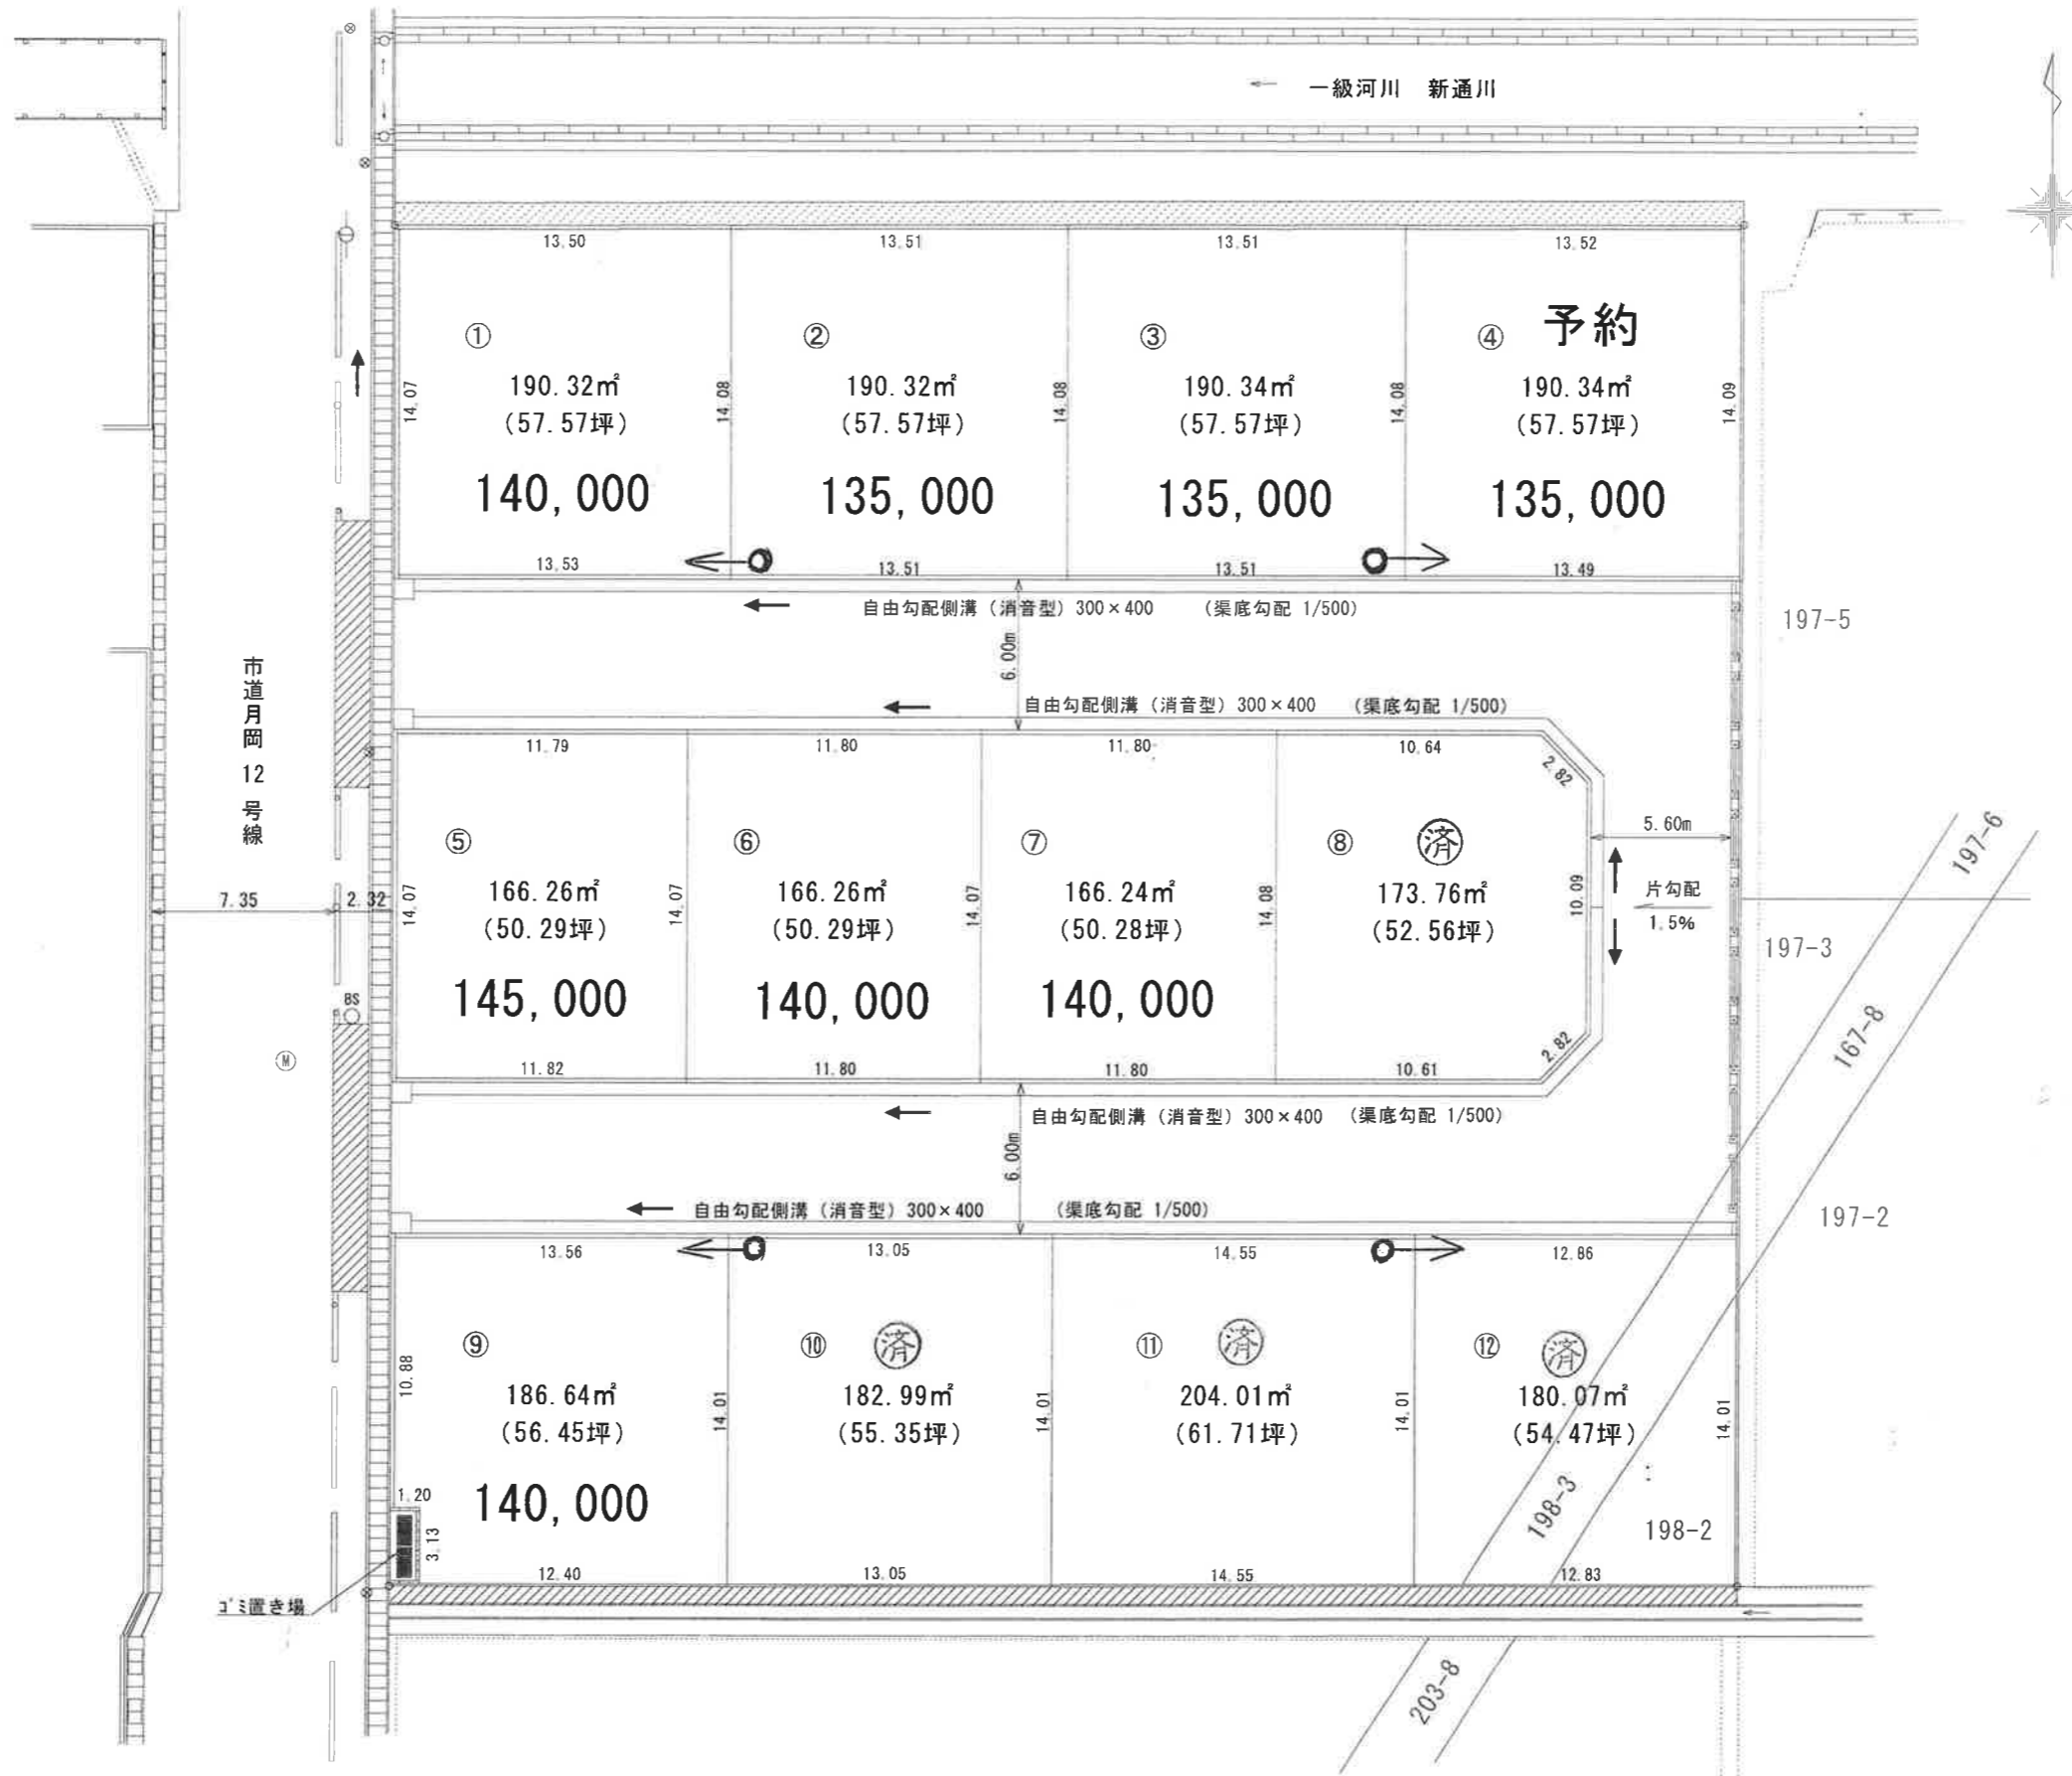 ← 一級河川 新通川
13.50
13.51
13.51
13.52
① 
190.32㎡
(57.57坪)
140,000
14.07
14.08
13.53
②
190.32㎡
(57.57坪)
135,000
14.08
13.51
③
190.34㎡
(57.57坪)
135,000
14.08
13.51
④ 予約
190.34㎡
(57.57坪)
135,000
14.09
13.49
← 自由勾配側溝(消音型)300×400 (渠底勾配 1/500)
6.00m
← 自由勾配側溝(消音型)300×400 (渠底勾配 1/500)
197-5
市道月岡12号線
7.35
2.32
BS
Ⓜ
11.79
11.80
11.80
10.64
2.82
⑤
166.26㎡
(50.29坪)
145,000
14.07
14.07
11.82
⑥
166.26㎡
(50.29坪)
140,000
14.07
11.80
⑦
166.24㎡
(50.28坪)
140,000
14.08
11.80
⑧ 済
173.76㎡
(52.56坪)
10.09
2.82
10.61
5.60m
片勾配
1.5%
197-6
197-3
167-8
197-2
← 自由勾配側溝(消音型)300×400 (渠底勾配 1/500)
6.00m
← 自由勾配側溝(消音型)300×400 (渠底勾配 1/500)
13.56
13.05
14.55
12.86
⑨
186.64㎡
(56.45坪)
140,000
10.88
1.20
3.13
14.01
12.40
⑩ 済
182.99㎡
(55.35坪)
14.01
13.05
⑪ 済
204.01㎡
(61.71坪)
14.01
14.55
⑫ 済
180.07㎡
(54.47坪)
14.01
198-3
198-2
12.83
ゴミ置き場
203-8